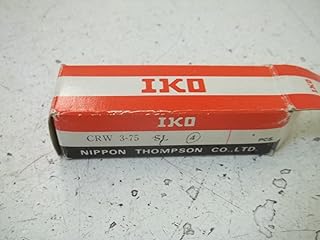 IKO
IKO
CRW 3-75 SL 4 PCS.
NIPPON THOMPSON CO.,LTD.